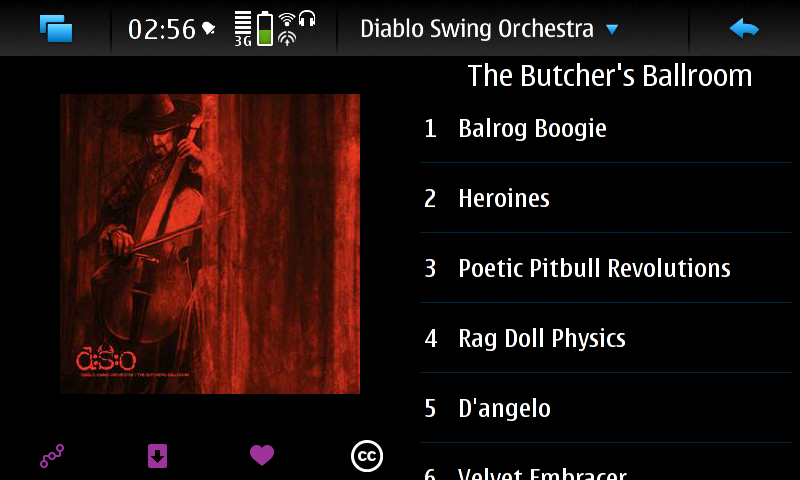 02:56
3G
Diablo Swing Orchestra
The Butcher's Ballroom
1 Balrog Boogie
2 Heroines
3 Poetic Pitbull Revolutions
4 Rag Doll Physics
5 D'angelo
6 Velvet Embracer
d:s:o
DIABLO SWING ORCHESTRA : THE BUTCHER'S BALLROOM
cc